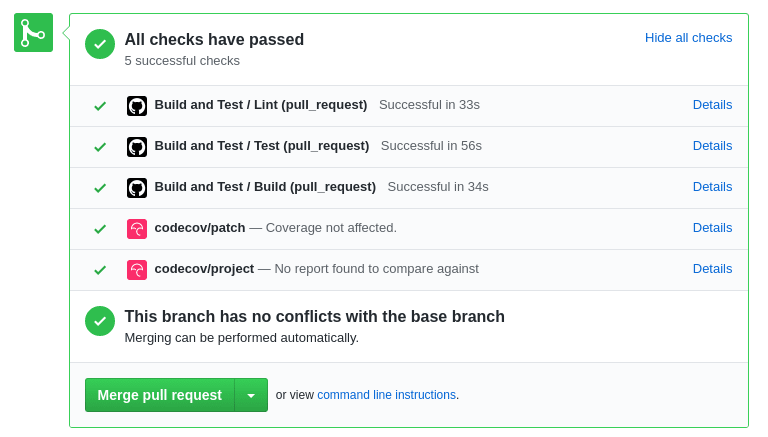 All checks have passed
Hide all checks
5 successful checks
Build and Test / Lint (pull_request) Successful in 33s Details
Build and Test / Test (pull_request) Successful in 56s Details
Build and Test / Build (pull_request) Successful in 34s Details
codecov/patch — Coverage not affected. Details
codecov/project — No report found to compare against Details
This branch has no conflicts with the base branch
Merging can be performed automatically.
Merge pull request or view command line instructions.